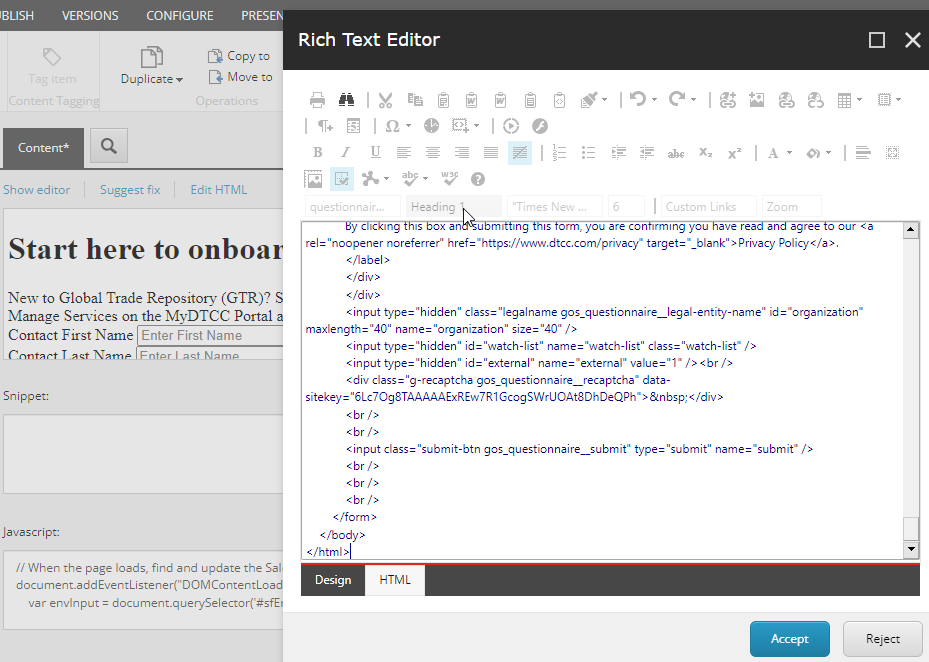 BLISH VERSIONS CONFIGURE PRESEN
Rich Text Editor
Tag item
Duplicate
Copy to
Move to
Content Tagging
Operations
Content*
Show editor Suggest fix Edit HTML
Start here to onboar
New to Global Trade Repository (GTR)? S
Manage Services on the MyDTCC Portal a
Contact First Name Enter First Name
Contact Last Name Enter Last Name
Snippet:
Javascript:
// When the page loads, find and update the Sal
document.addEventListener("DOMContentLoad
var envInput = document.querySelector('#sfEn
B I U abc X₂ X² A
abc W3C
questionnair... Heading 1 "Times New ... 6 Custom Links Zoom
By clicking this box and submitting this form, you are confirming you have read and agree to our <a
rel="noopener noreferrer" href="https://www.dtcc.com/privacy" target="_blank">Privacy Policy</a>.
</label>
</div>
</div>
<input type="hidden" class="legalname gos_questionnaire__legal-entity-name" id="organization"
maxlength="40" name="organization" size="40" />
<input type="hidden" id="watch-list" name="watch-list" class="watch-list" />
<input type="hidden" id="external" name="external" value="1" /><br />
<div class="g-recaptcha gos_questionnaire__recaptcha" data-
sitekey="6Lc7Og8TAAAAAExREw7R1GcogSWrUOAt8DhDeQPh">&nbsp;</div>
<br />
<br />
<input class="submit-btn gos_questionnaire__submit" type="submit" name="submit" />
<br />
<br />
<br />
</form>
</body>
</html>
Design HTML
Accept Reject